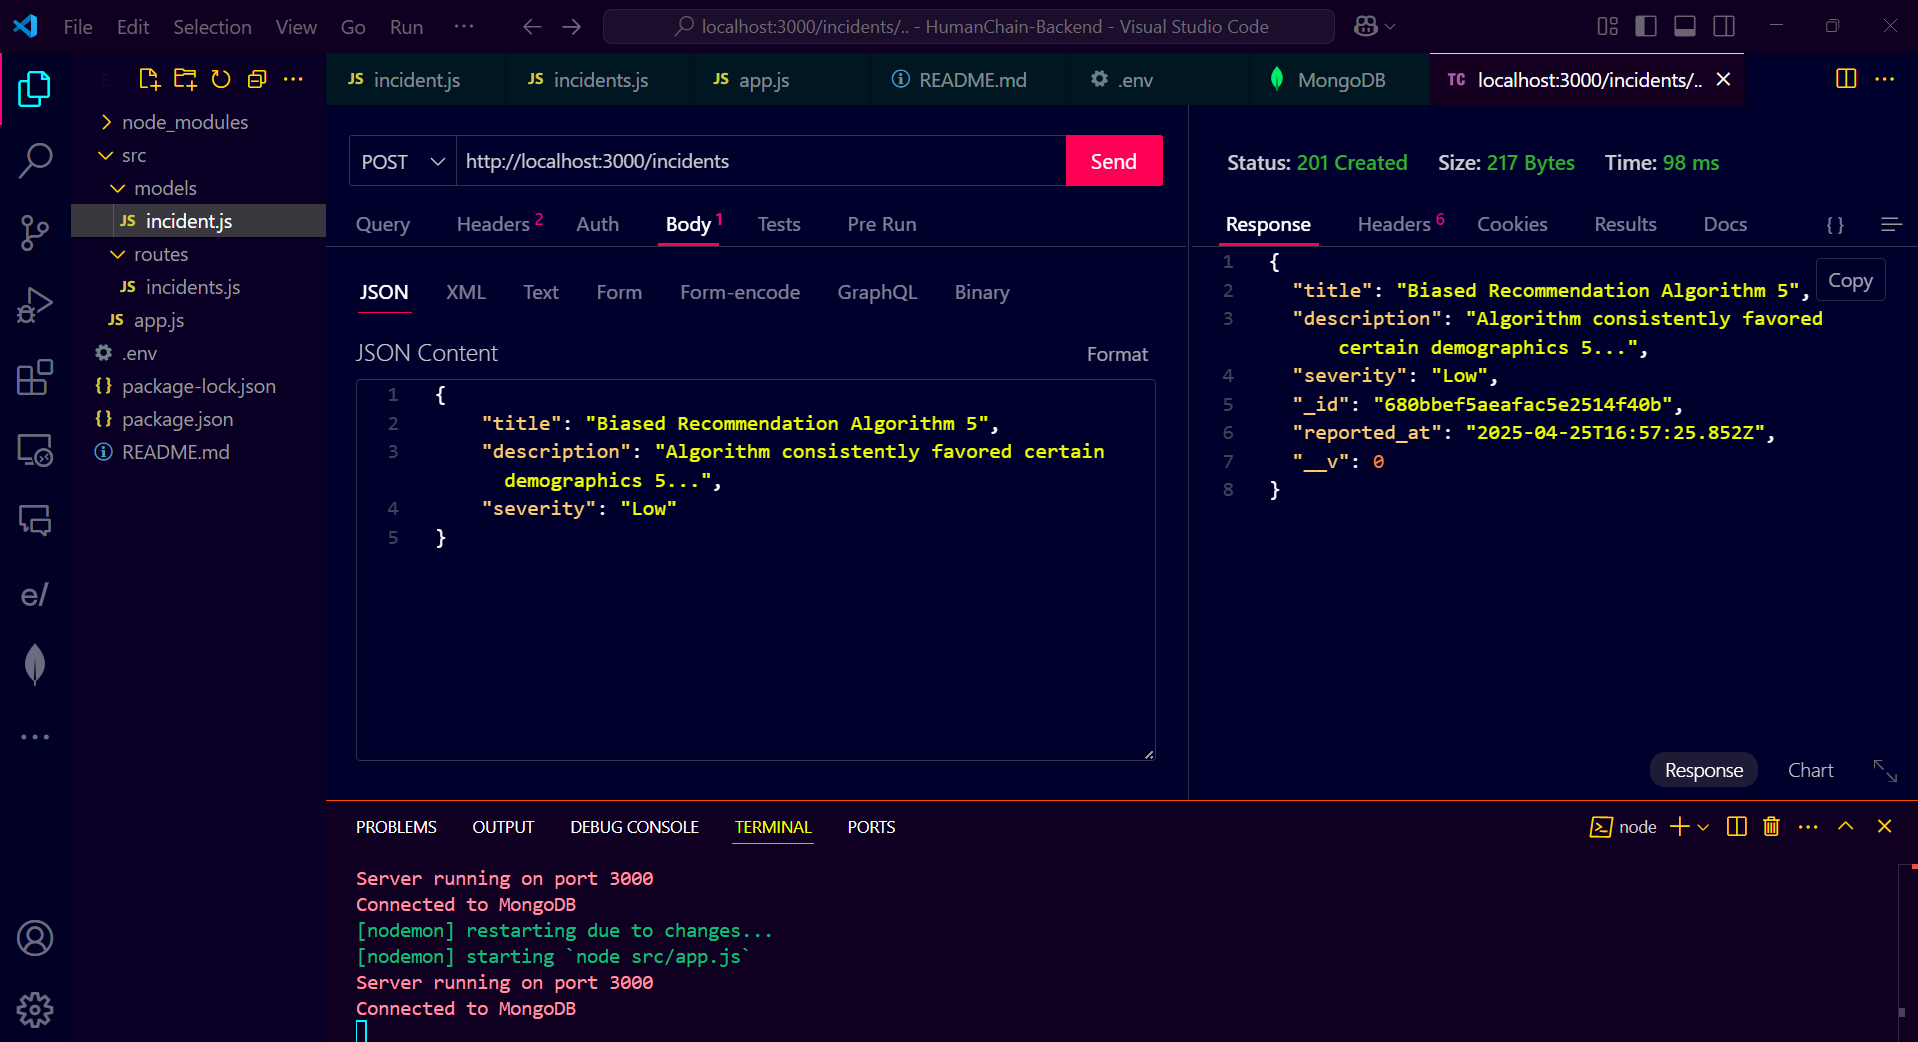 File Edit Selection View Go Run ···
localhost:3000/incidents/.. - HumanChain-Backend - Visual Studio Code
JS incident.js
JS incidents.js
JS app.js
README.md
.env
MongoDB
TC localhost:3000/incidents/..
node_modules
src
models
JS incident.js
routes
JS incidents.js
JS app.js
.env
{} package-lock.json
{} package.json
README.md
e/
POST http://localhost:3000/incidents Send
Query Headers 2 Auth Body 1 Tests Pre Run
JSON XML Text Form Form-encode GraphQL Binary
JSON Content Format
1 {
2 "title": "Biased Recommendation Algorithm 5",
3 "description": "Algorithm consistently favored certain
demographics 5...",
4 "severity": "Low"
5 }
Status: 201 Created Size: 217 Bytes Time: 98 ms
Response Headers 6 Cookies Results Docs {}
Copy
1 {
2 "title": "Biased Recommendation Algorithm 5",
3 "description": "Algorithm consistently favored
certain demographics 5...",
4 "severity": "Low",
5 "_id": "680bbef5aeafac5e2514f40b",
6 "reported_at": "2025-04-25T16:57:25.852Z",
7 "__v": 0
8 }
Response Chart
PROBLEMS OUTPUT DEBUG CONSOLE TERMINAL PORTS
node
Server running on port 3000
Connected to MongoDB
[nodemon] restarting due to changes...
[nodemon] starting `node src/app.js`
Server running on port 3000
Connected to MongoDB